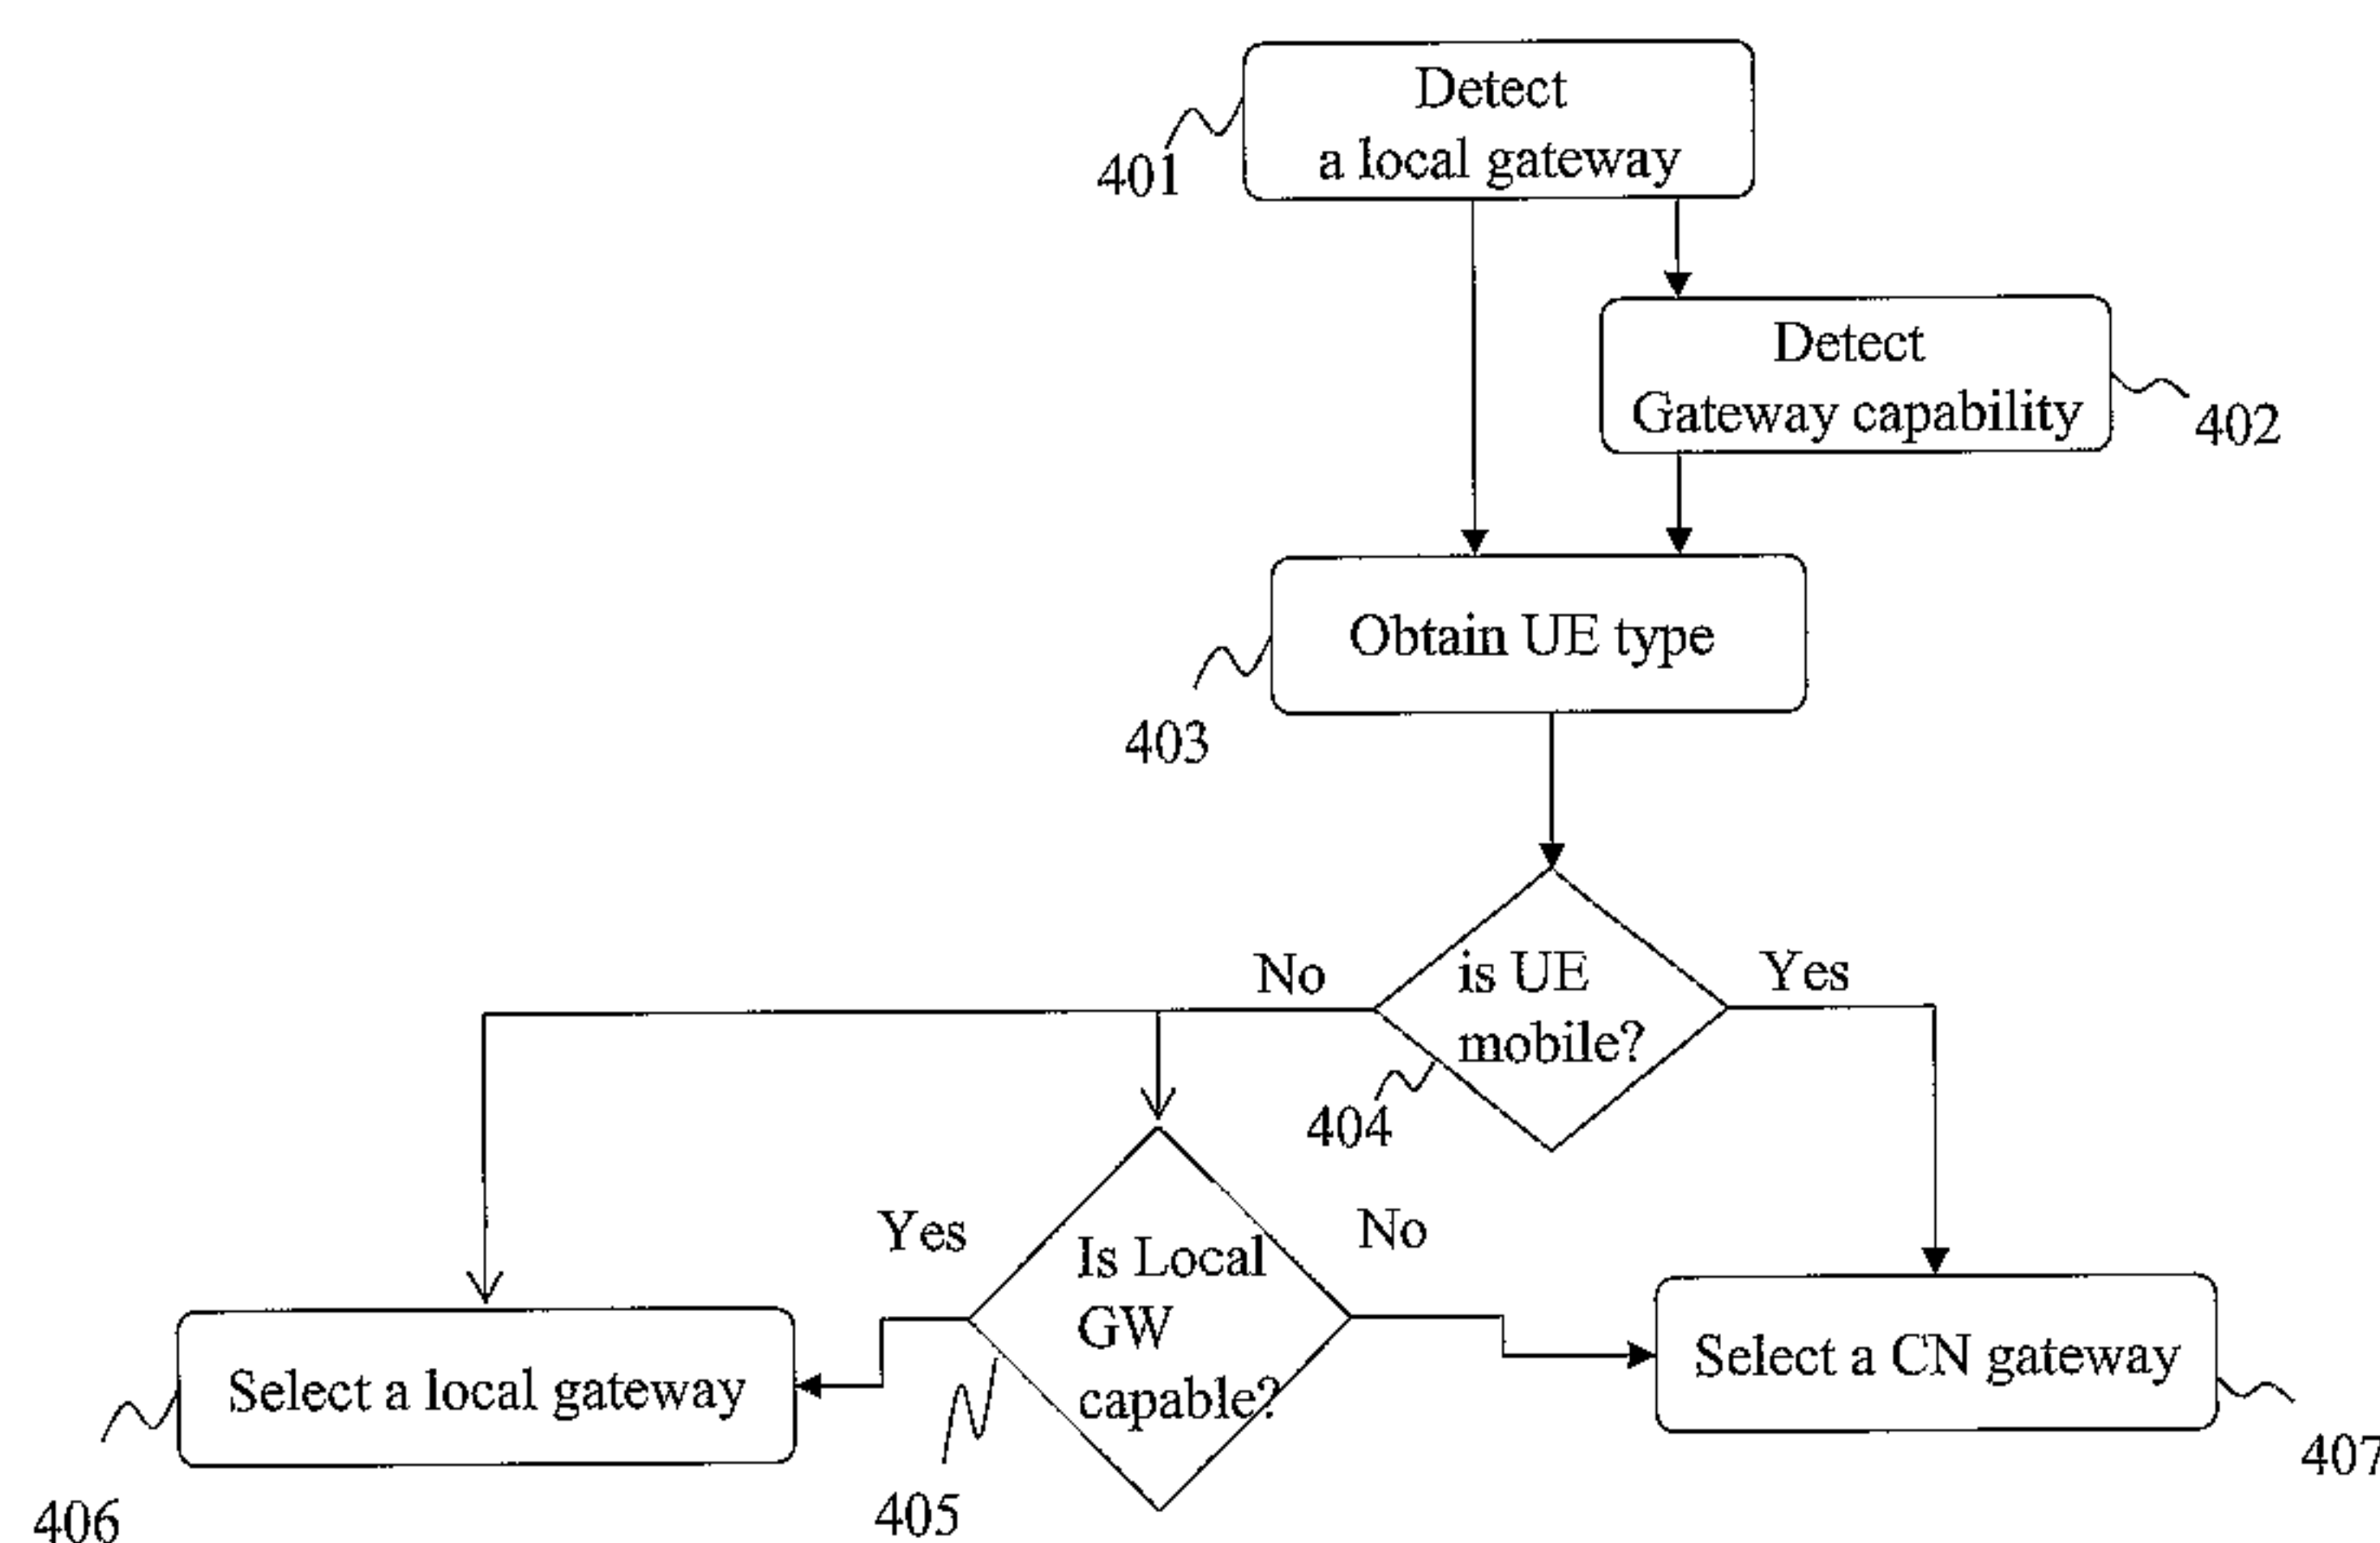 Detect
a local gateway
401
Detect
Gateway capability
402
Obtain UE type
403
No
is UE
mobile?
Yes
404
Yes
Is Local
GW
capable?
No
Select a local gateway
Select a CN gateway
406
405
407